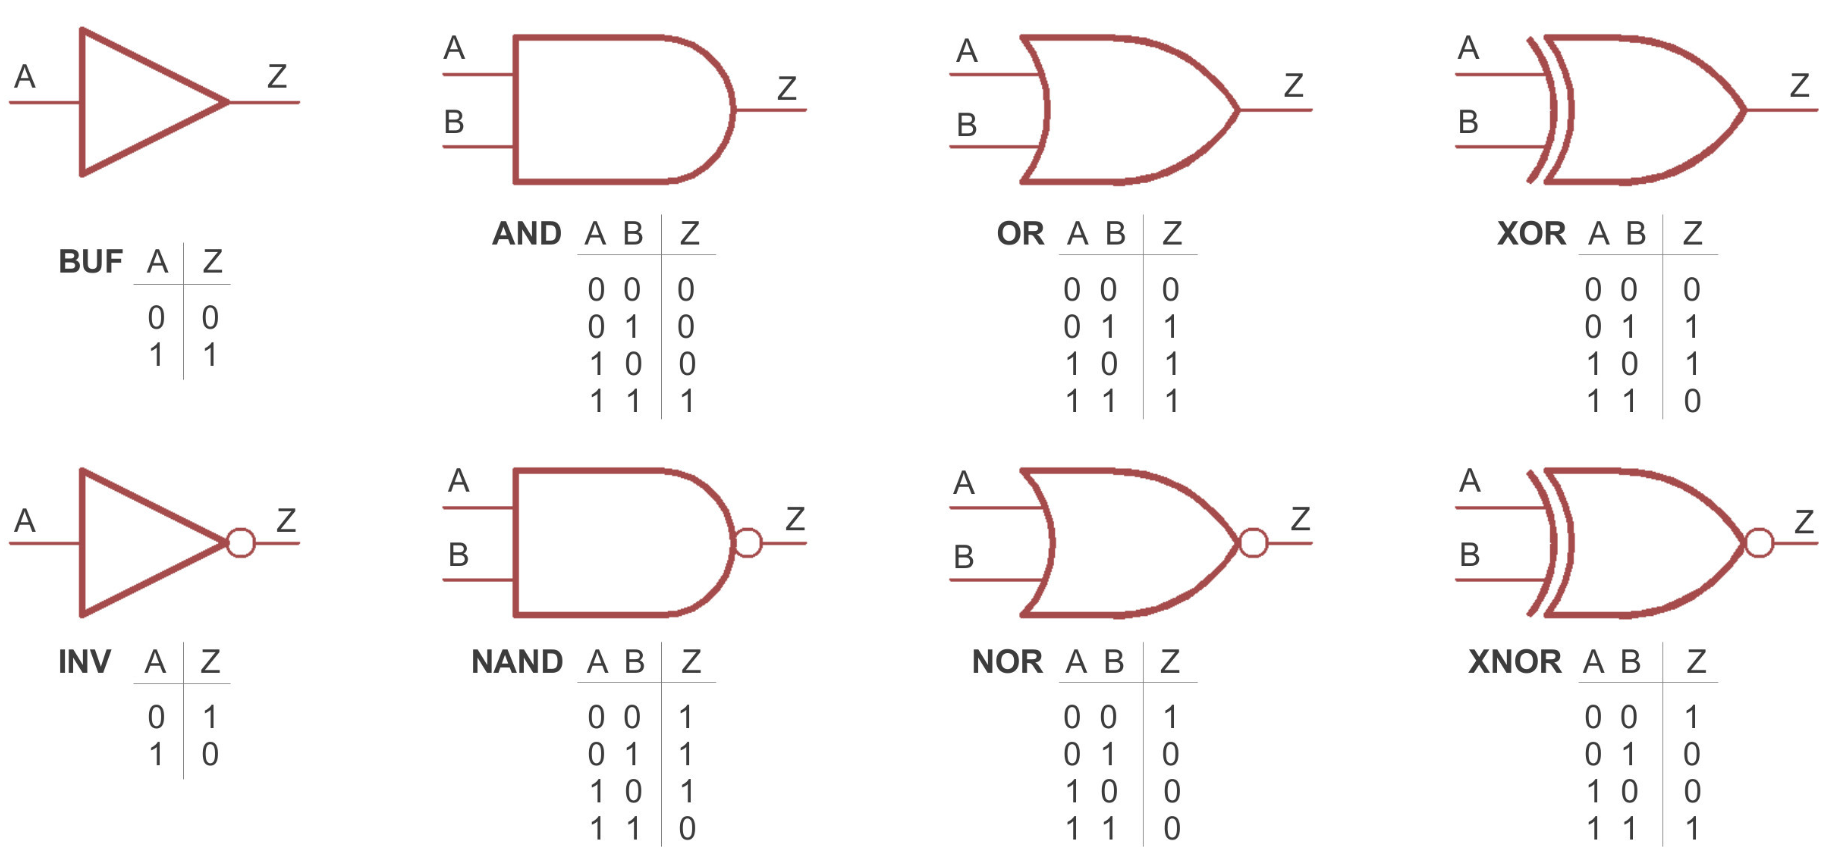 A Z
BUF A Z
0 0
1 1
A
B
Z
AND A B Z
0 0 0
0 1 0
1 0 0
1 1 1
A
B
Z
OR A B Z
0 0 0
0 1 1
1 0 1
1 1 1
A
B
Z
XOR A B Z
0 0 0
0 1 1
1 0 1
1 1 0
A Z
INV A Z
0 1
1 0
A
B
Z
NAND A B Z
0 0 1
0 1 1
1 0 1
1 1 0
A
B
Z
NOR A B Z
0 0 1
0 1 0
1 0 0
1 1 0
A
B
Z
XNOR A B Z
0 0 1
0 1 0
1 0 0
1 1 1